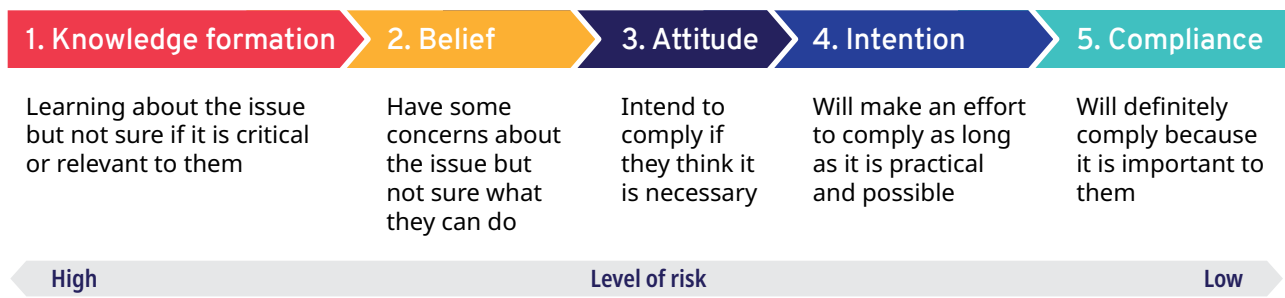 1. Knowledge formation
2. Belief
3. Attitude
4. Intention
5. Compliance
Learning about the issue
but not sure if it is critical
or relevant to them
Have some
concerns about
the issue but
not sure what
they can do
Intend to
comply if
they think it
is necessary
Will make an effort
to comply as long
as it is practical
and possible
Will definitely
comply because
it is important to
them
High
Level of risk
Low